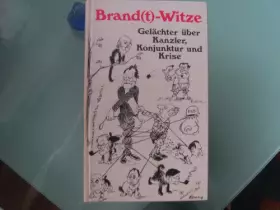 Brand(t)-Witze
Gelächter über
Kanzler,
Konjunktur und
Krise